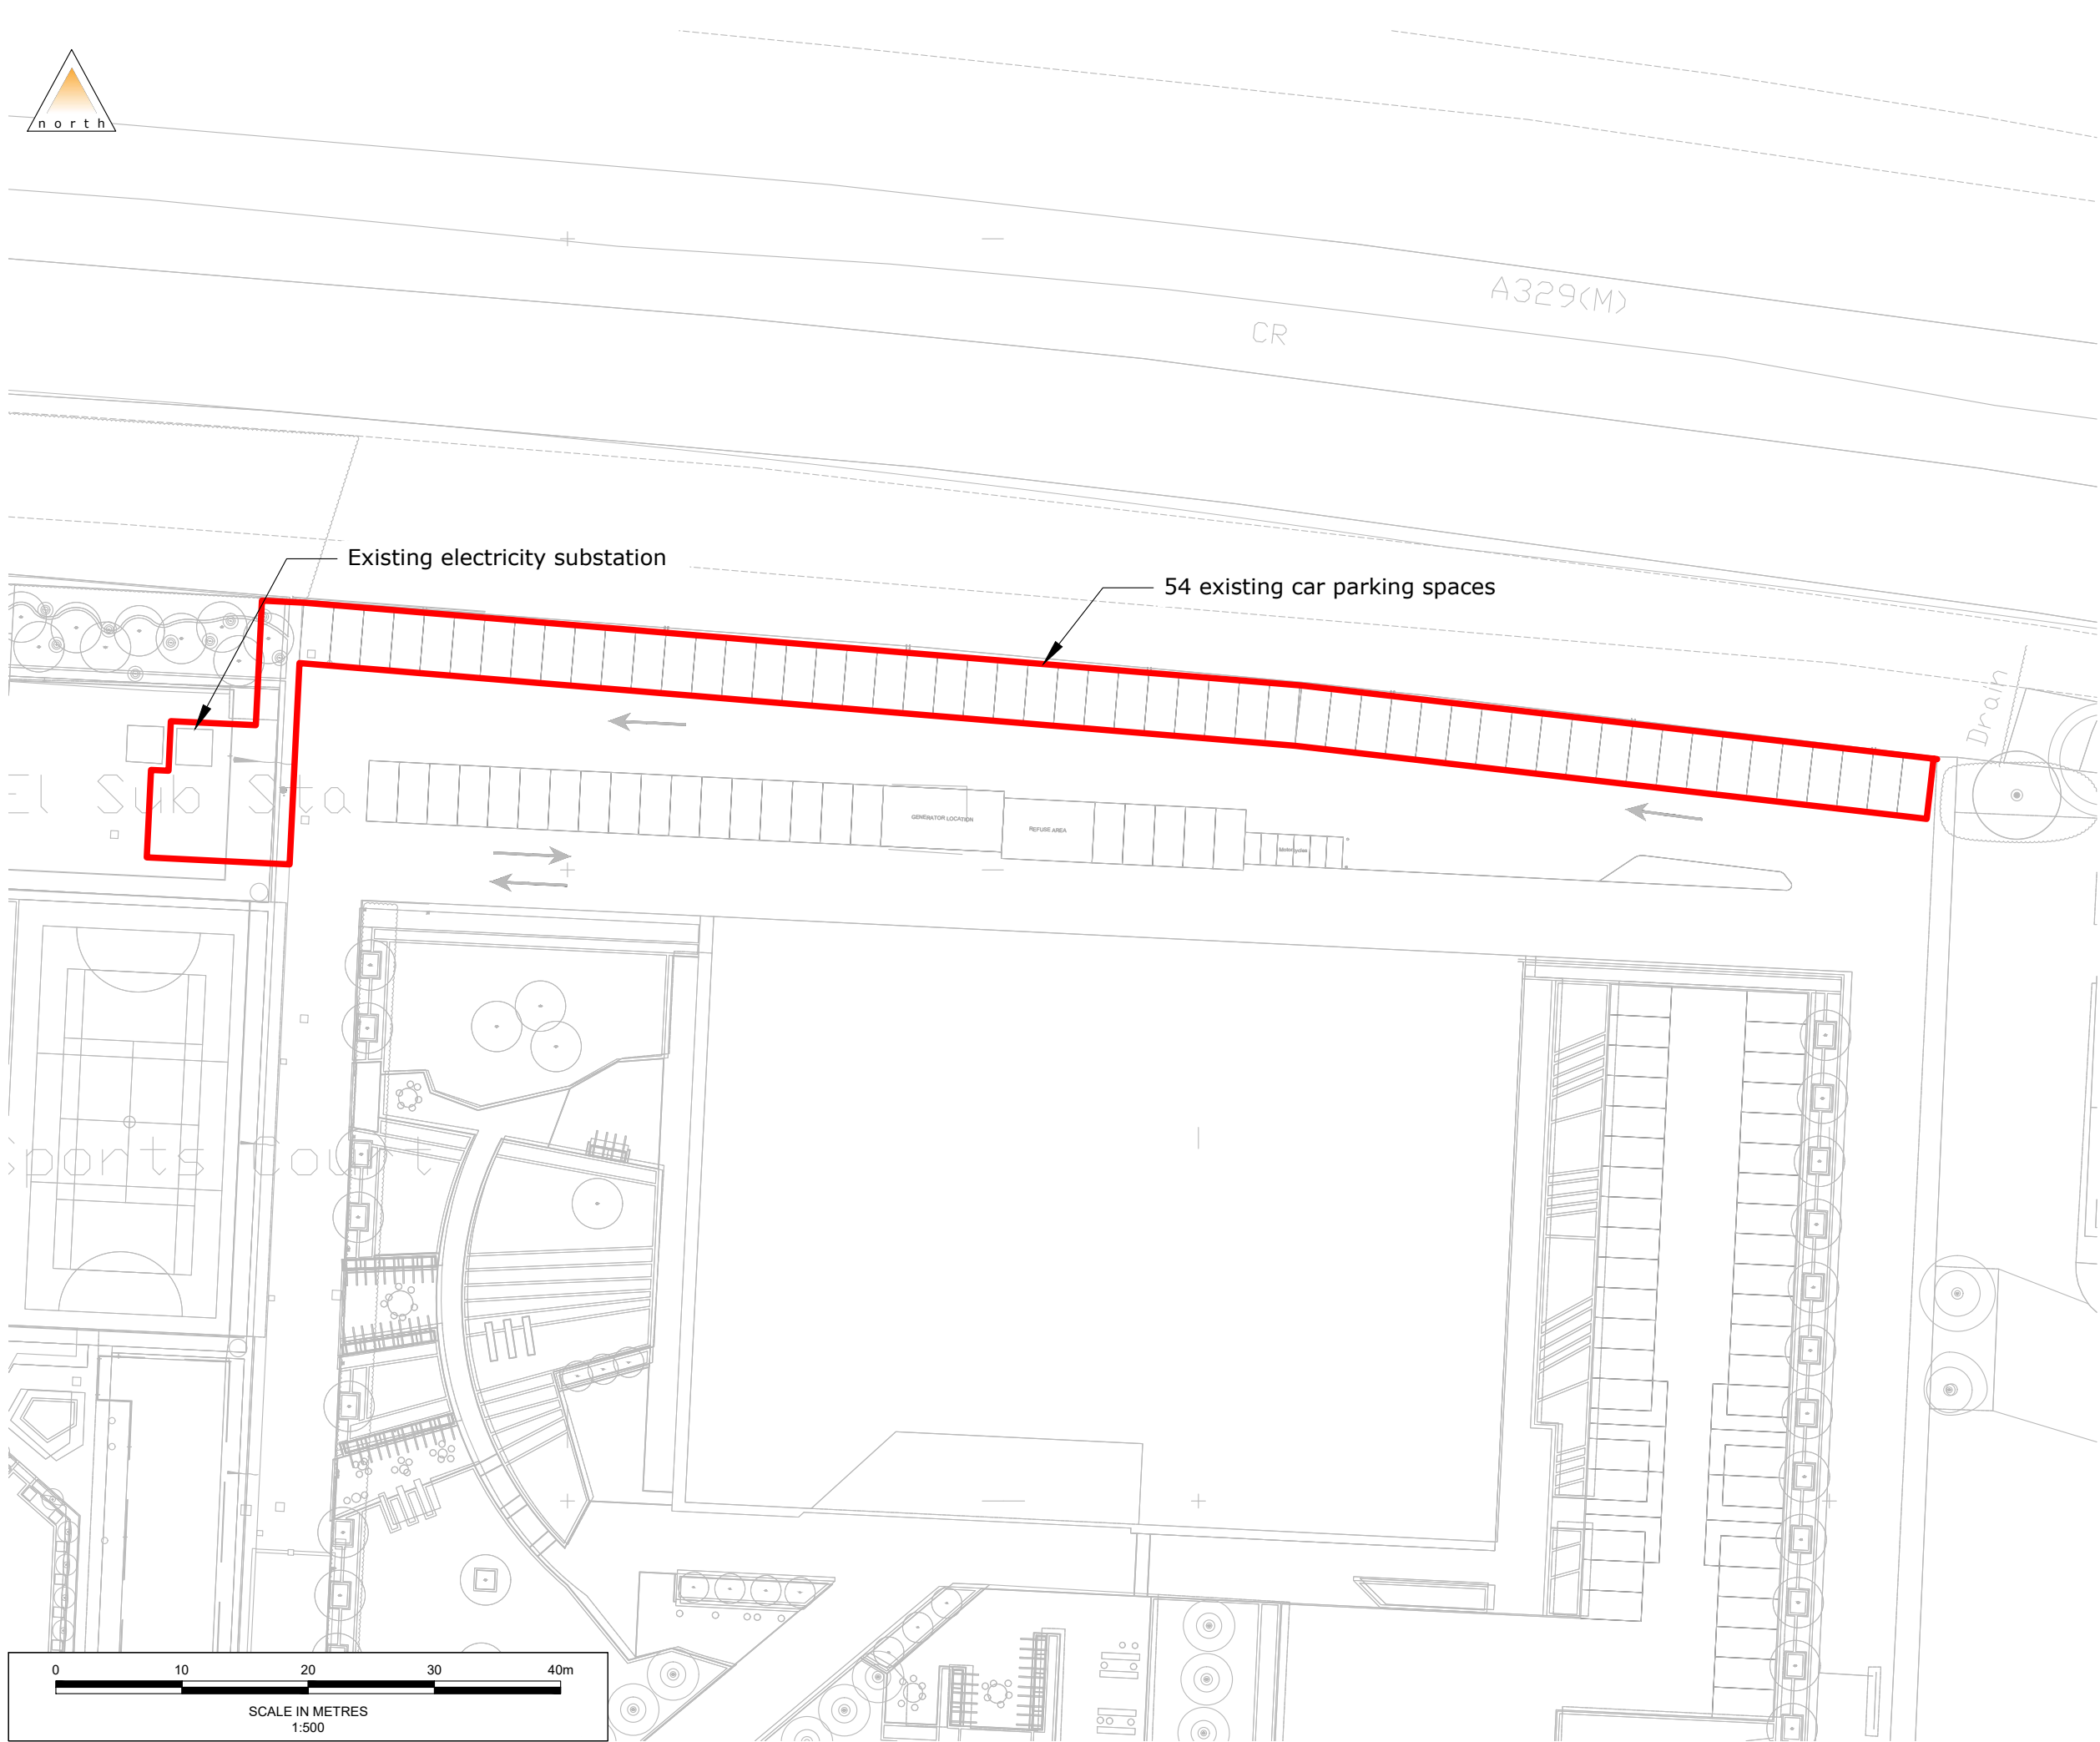 north
A329(M)
CR
Existing electricity substation
54 existing car parking spaces
Drain
El Sub Sta
GENERATOR LOCATION
REFUSE AREA
Motorcycles
Sports Court
0 10 20 30 40m
SCALE IN METRES
1:500